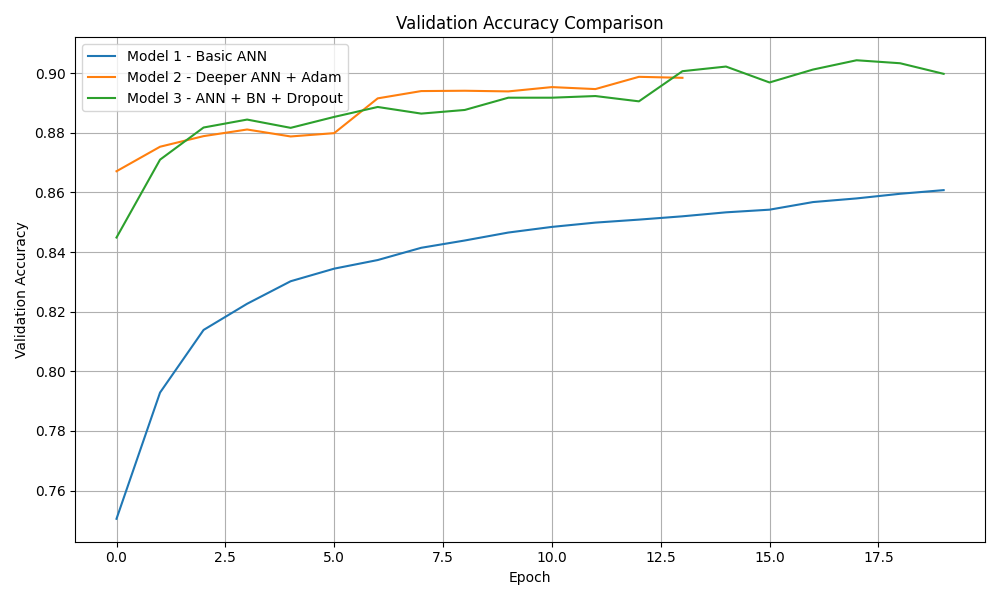 Validation Accuracy Comparison
Model 1 - Basic ANN
Model 2 - Deeper ANN + Adam
Model 3 - ANN + BN + Dropout
Validation Accuracy
0.90
0.88
0.86
0.84
0.82
0.80
0.78
0.76
0.0 2.5 5.0 7.5 10.0 12.5 15.0 17.5
Epoch